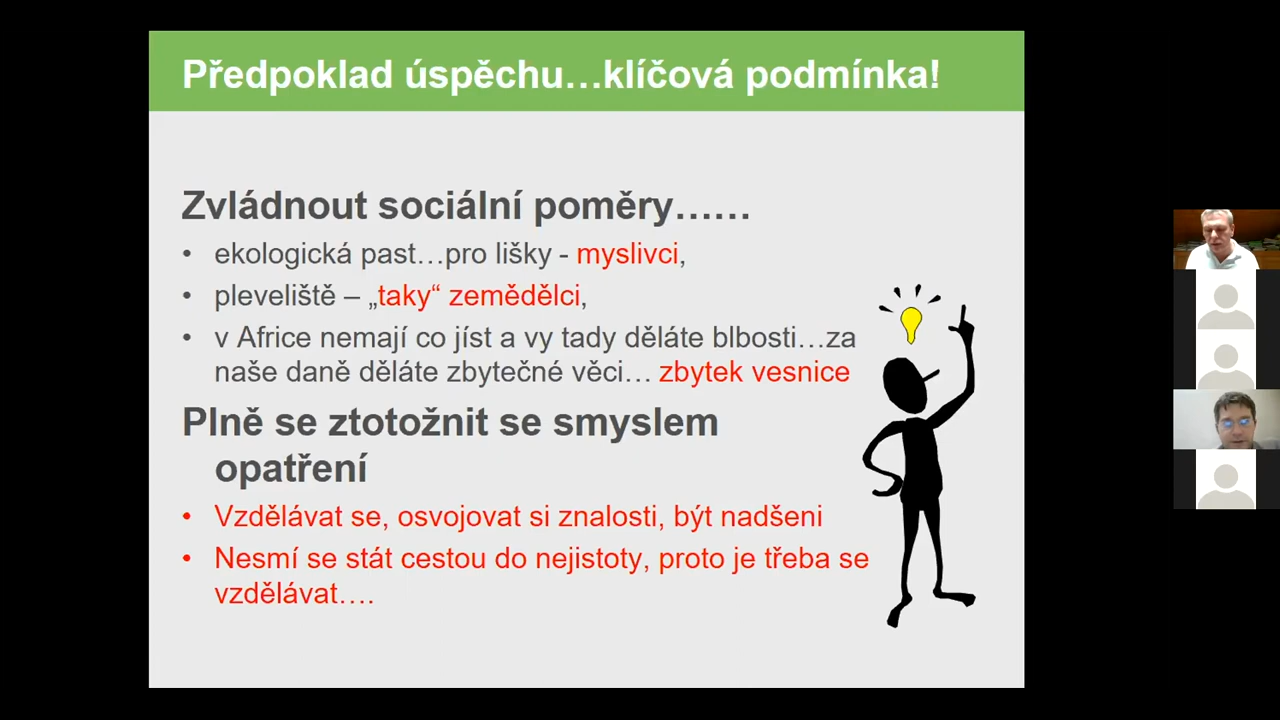 Předpoklad úspěchu…klíčová podmínka!
Zvládnout sociální poměry……
• ekologická past…pro lišky - myslivci,
• pleveliště – „taky“ zemědělci,
• v Africe nemají co jíst a vy tady děláte blbosti…za
naše daně děláte zbytečné věci… zbytek vesnice
Plně se ztotožnit se smyslem
opatření
• Vzdělávat se, osvojovat si znalosti, být nadšeni
• Nesmí se stát cestou do nejistoty, proto je třeba se
vzdělávat….